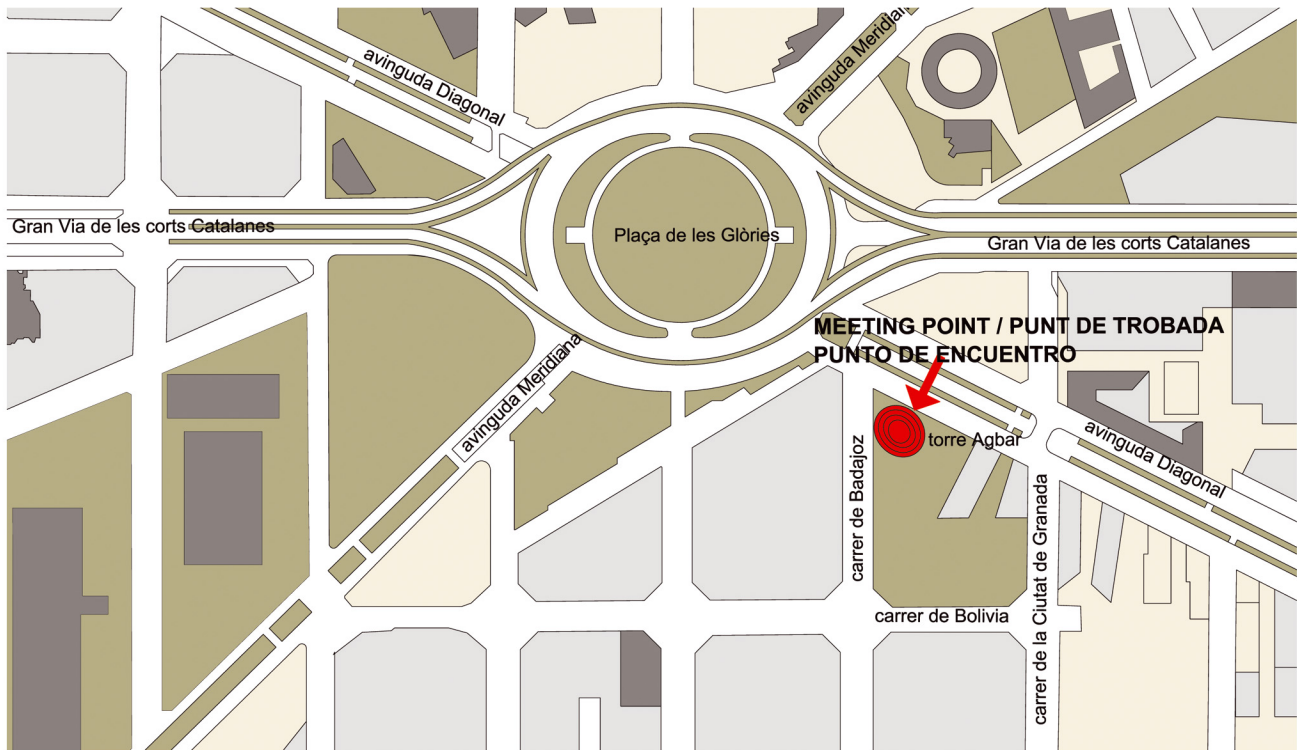 avinguda Diagonal
avinguda Meridiana
Gran Via de les corts Catalanes
Plaça de les Glòries
Gran Via de les corts Catalanes
MEETING POINT / PUNT DE TROBADA
PUNTO DE ENCUENTRO
avinguda Meridiana
torre Agbar
avinguda Diagonal
carrer de Badajoz
carrer de la Ciutat de Granada
carrer de Bolivia